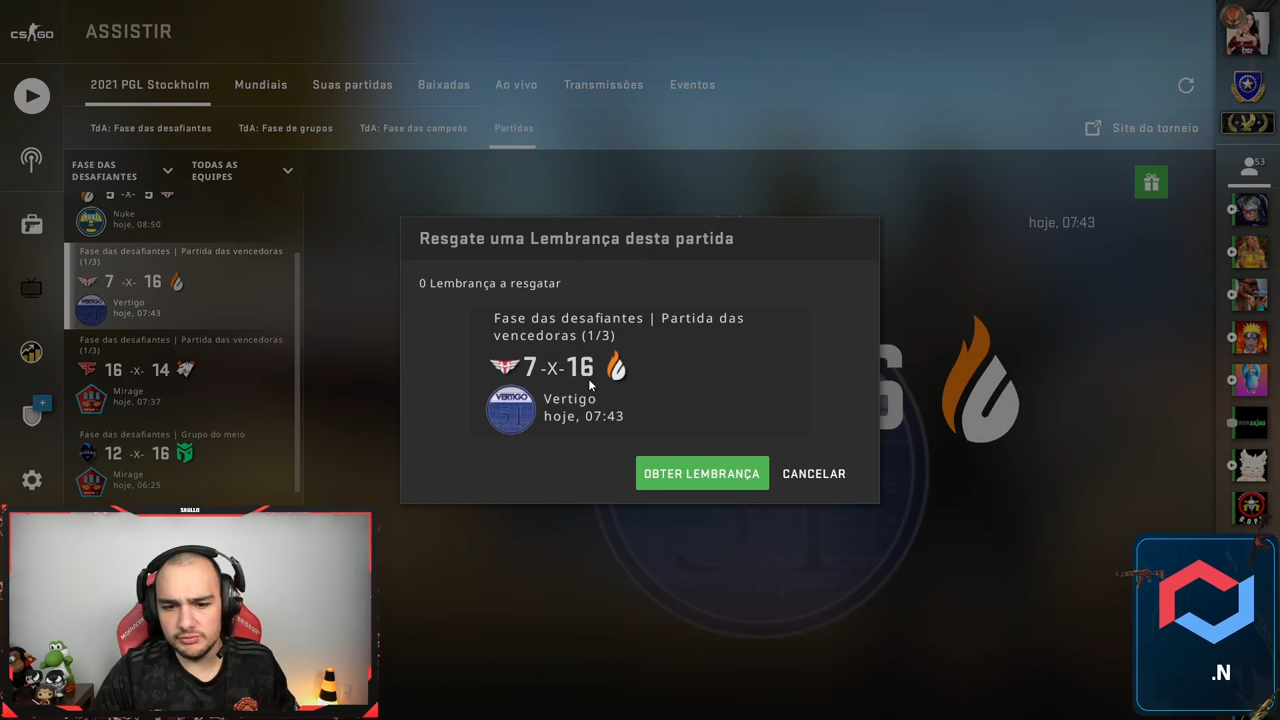 CS GO
ASSISTIR
2021 PGL Stockholm
Mundiais
Suas partidas
Baixadas
Ao vivo
Transmissões
Eventos
TdA: Fase das desafiantes
TdA: Fase de grupos
TdA: Fase das campeãs
Partidas
Site do torneio
FASE DAS DESAFIANTES
TODAS AS EQUIPES
5 -X- 5
Nuke
hoje, 08:50
Fase das desafiantes | Partida das vencedoras
(1/3)
7 -X- 16
Vertigo
hoje, 07:43
Fase das desafiantes | Partida das vencedoras
(1/3)
16 -X- 14
Mirage
hoje, 07:37
Fase das desafiantes | Grupo do meio
12 -X- 16
Mirage
hoje, 06:25
hoje, 07:43
53
Resgate uma Lembrança desta partida
0 Lembrança a resgatar
Fase das desafiantes | Partida das
vencedoras (1/3)
7 -X- 16
VERTIGO
51
Vertigo
hoje, 07:43
OBTER LEMBRANÇA
CANCELAR
SAULLO
.N